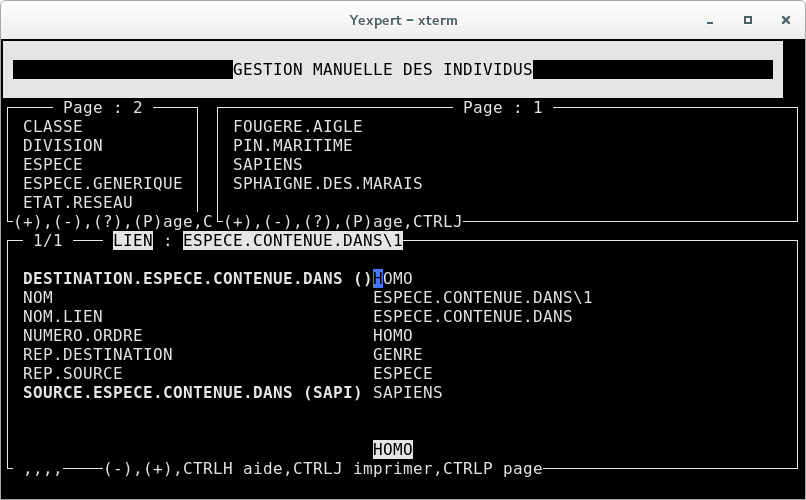 Yexpert – xterm
GESTION MANUELLE DES INDIVIDUS
Page : 2 Page : 1
CLASSE FOUGERE.AIGLE
DIVISION PIN.MARITIME
ESPECE SAPIENS
ESPECE.GENERIQUE SPHAIGNE.DES.MARAIS
ETAT.RESEAU
(+),(-),(?),(P)age,C (+),(-),(?),(P)age,CTRLJ
1/1 LIEN : ESPECE.CONTENUE.DANS\1
DESTINATION.ESPECE.CONTENUE.DANS ()HOMO
NOM ESPECE.CONTENUE.DANS\1
NOM.LIEN ESPECE.CONTENUE.DANS
NUMERO.ORDRE HOMO
REP.DESTINATION GENRE
REP.SOURCE ESPECE
SOURCE.ESPECE.CONTENUE.DANS (SAPI) SAPIENS
HOMO
,,,, (-),(+),CTRLH aide,CTRLJ imprimer,CTRLP page